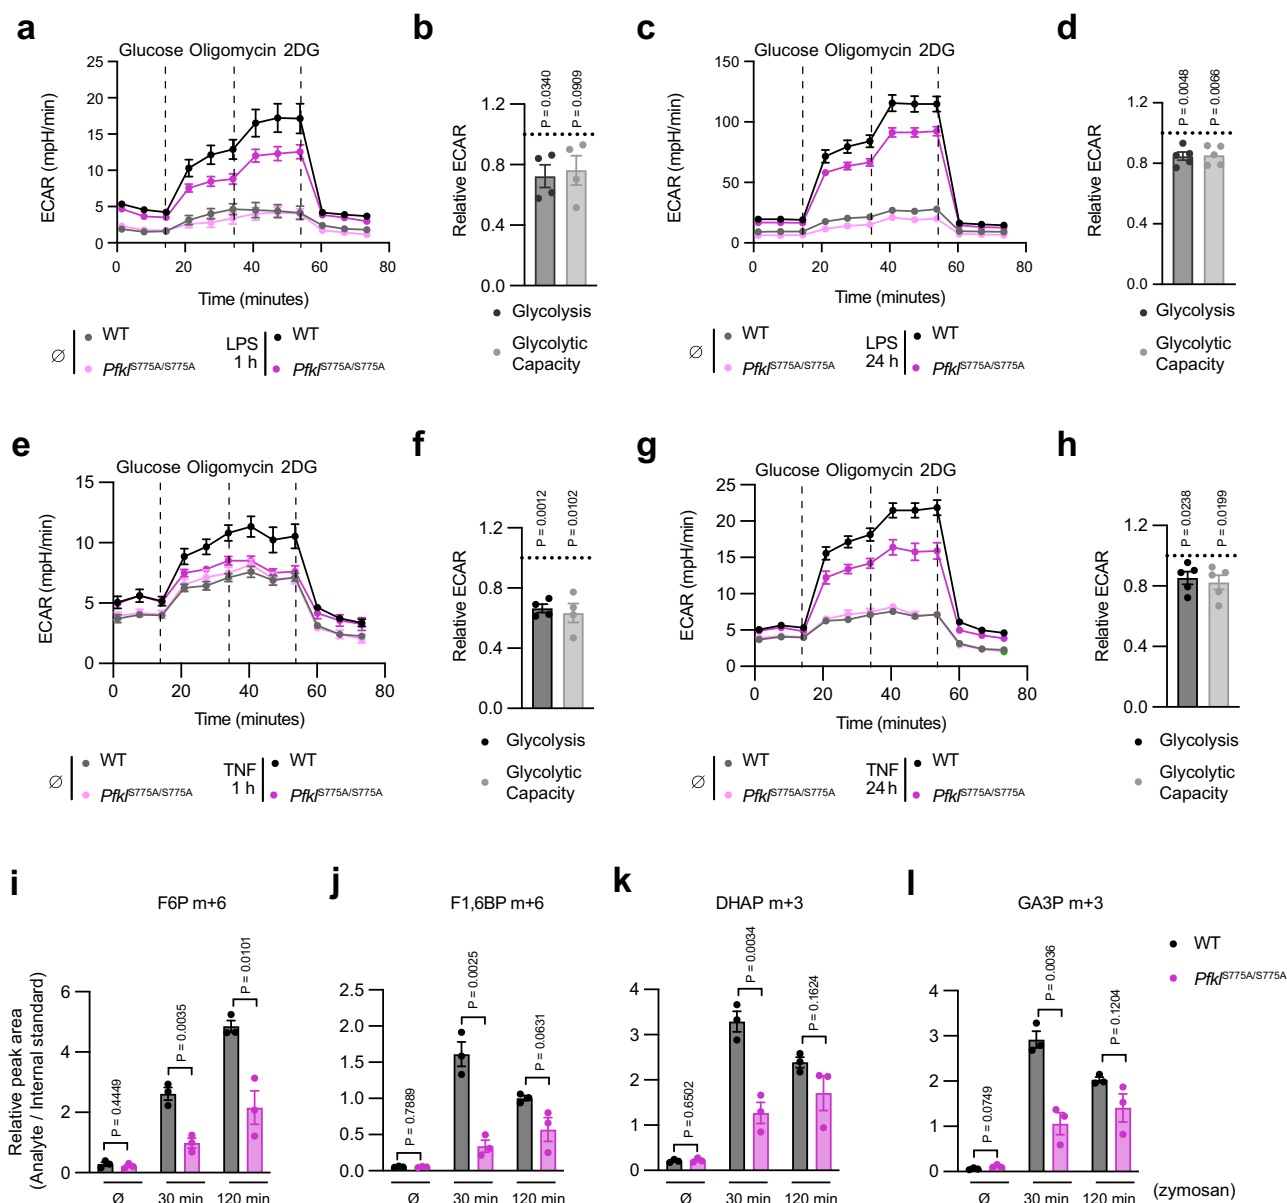 a
Glucose Oligomycin 2DG
25
20
15
10
5
0
ECAR (mpH/min)
0 20 40 60 80
Time (minutes)
∅ WT
Pfkl^S775A/S775A
LPS 1 h WT
Pfkl^S775A/S775A
b
P = 0.0340
P = 0.0909
1.2
0.8
0.4
0.0
Relative ECAR
Glycolysis
Glycolytic
Capacity
c
Glucose Oligomycin 2DG
150
100
50
0
ECAR (mpH/min)
0 20 40 60 80
Time (minutes)
∅ WT
Pfkl^S775A/S775A
LPS 24 h WT
Pfkl^S775A/S775A
d
P = 0.0048
P = 0.0066
1.2
0.8
0.4
0.0
Relative ECAR
Glycolysis
Glycolytic
Capacity
e
Glucose Oligomycin 2DG
15
10
5
0
ECAR (mpH/min)
0 20 40 60 80
Time (minutes)
∅ WT
Pfkl^S775A/S775A
TNF 1 h WT
Pfkl^S775A/S775A
f
P = 0.0012
P = 0.0102
1.2
0.8
0.4
0.0
Relative ECAR
Glycolysis
Glycolytic
Capacity
g
Glucose Oligomycin 2DG
25
20
15
10
5
0
ECAR (mpH/min)
0 20 40 60 80
Time (minutes)
∅ WT
Pfkl^S775A/S775A
TNF 24 h WT
Pfkl^S775A/S775A
h
P = 0.0238
P = 0.0199
1.2
0.8
0.4
0.0
Relative ECAR
Glycolysis
Glycolytic
Capacity
i
F6P m+6
Relative peak area
(Analyte / Internal standard)
6
4
2
0
P = 0.4449
P = 0.0035
P = 0.0101
Ø 30 min 120 min
j
F1,6BP m+6
2.5
2.0
1.5
1.0
0.5
0.0
P = 0.7889
P = 0.0025
P = 0.0631
Ø 30 min 120 min
k
DHAP m+3
4
3
2
1
0
P = 0.6502
P = 0.0034
P = 0.1624
Ø 30 min 120 min
l
GA3P m+3
4
3
2
1
0
P = 0.0749
P = 0.0036
P = 0.1204
Ø 30 min 120 min
(zymosan)
WT
Pfkl^S775A/S775A